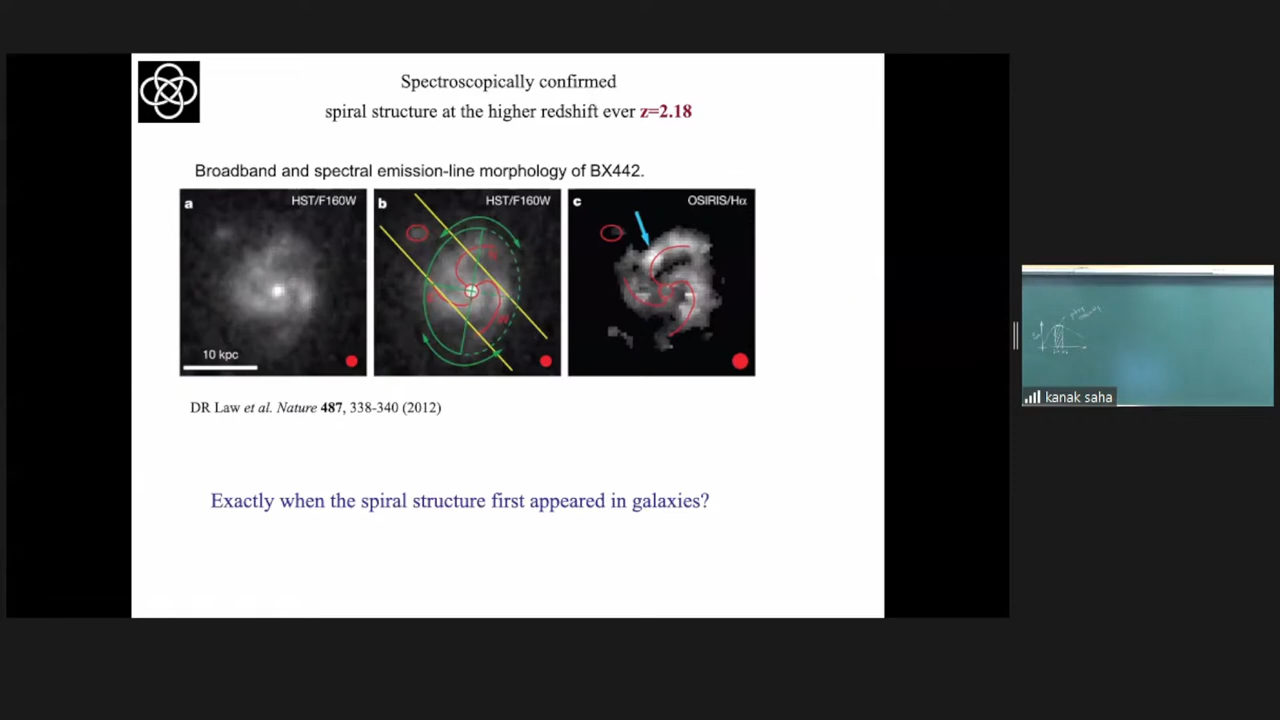 Spectroscopically confirmed
spiral structure at the higher redshift ever z=2.18
Broadband and spectral emission-line morphology of BX442.
a HST/F160W
b HST/F160W
c OSIRIS/Hα
10 kpc
DR Law et al. Nature 487, 338-340 (2012)
Exactly when the spiral structure first appeared in galaxies?
kanak saha